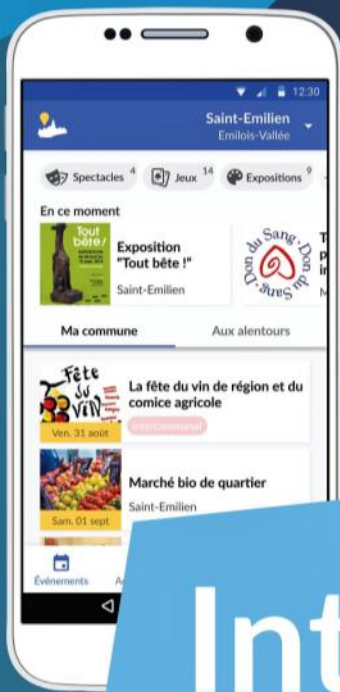 12:30
Saint-Emilien
Emilois-Vallée
Spectacles 4
Jeux 14
Expositions 9
En ce moment
Tout
bête!
Exposition
"Tout bête !"
Saint-Emilien
Don du Sang · Don du Sang
Ma commune
Aux alentours
Fête
du
vin
La fête du vin de région et du
comice agricole
intercommunal
Ven. 31 août
Marché bio de quartier
Saint-Emilien
Sam. 01 sept
Événements
Int